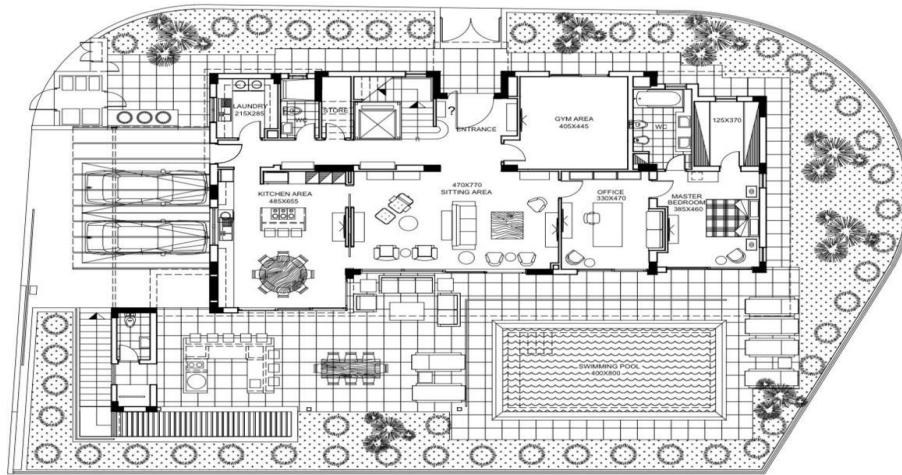 LAUNDRY
215X285
WC
STORE
?
ENTRANCE
GYM AREA
405X445
WC
125X370
KITCHEN AREA
485X655
470X770
SITTING AREA
OFFICE
330X470
MASTER
BEDROOM
385X460
SWIMMING POOL
400X800